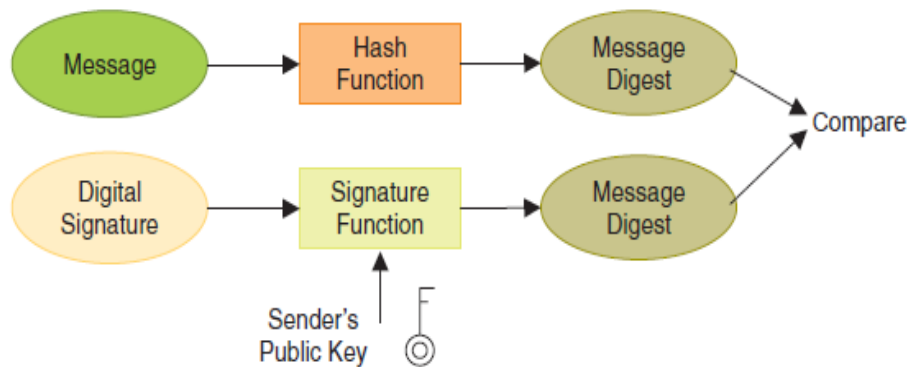 Message
Hash
Function
Message
Digest
Compare
Digital
Signature
Signature
Function
Message
Digest
Sender's
Public Key